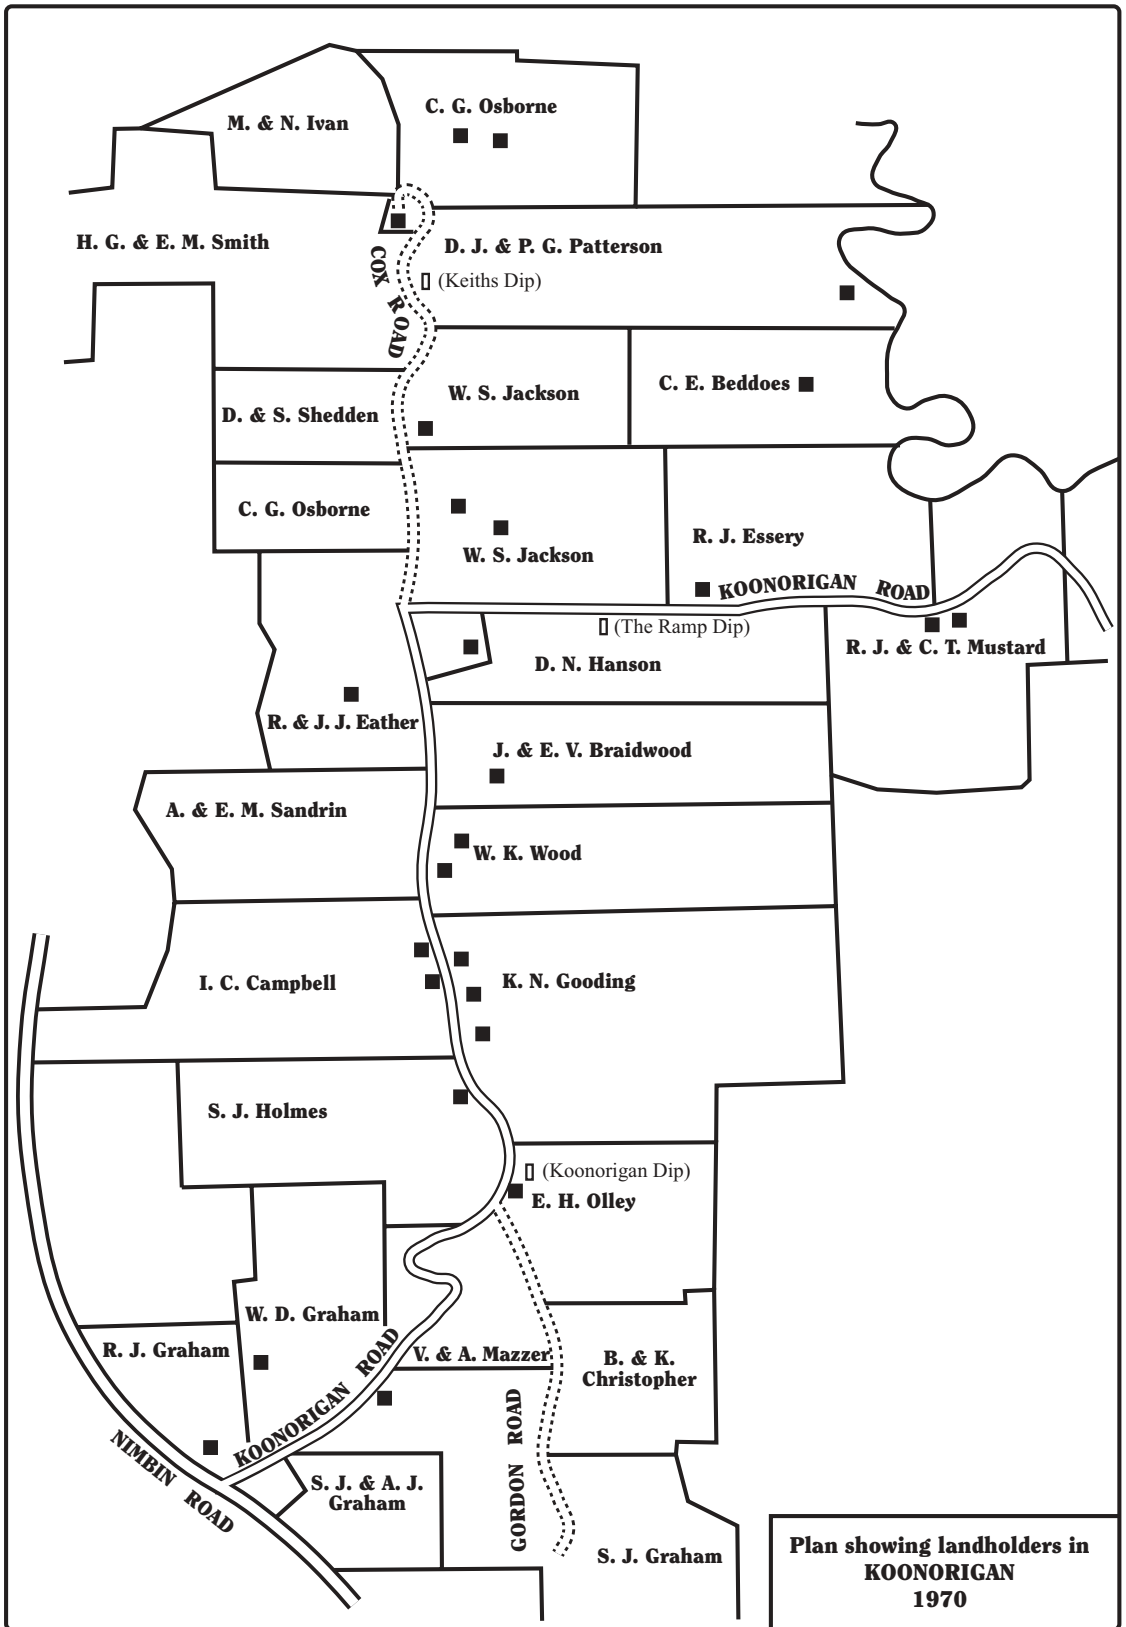 C. G. Osborne
M. & N. Ivan
H. G. & E. M. Smith
D. J. & P. G. Patterson
COX ROAD
(Keiths Dip)
W. S. Jackson
C. E. Beddoes
D. & S. Shedden
C. G. Osborne
W. S. Jackson
R. J. Essery
KOONORIGAN ROAD
(The Ramp Dip)
R. J. & C. T. Mustard
D. N. Hanson
R. & J. J. Eather
J. & E. V. Braidwood
A. & E. M. Sandrin
W. K. Wood
I. C. Campbell
K. N. Gooding
S. J. Holmes
(Koonorigan Dip)
E. H. Olley
W. D. Graham
R. J. Graham
KOONORIGAN ROAD
V. & A. Mazzer
B. & K.
Christopher
NIMBIN ROAD
GORDON ROAD
S. J. & A. J.
Graham
S. J. Graham
Plan showing landholders in
KOONORIGAN
1970